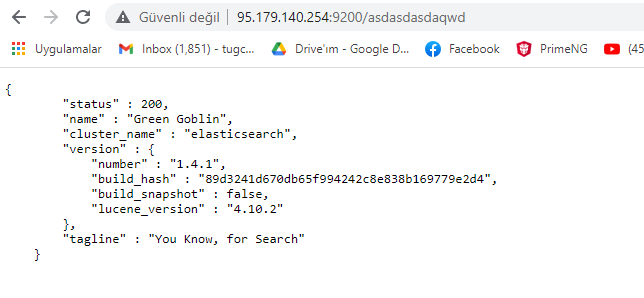 Güvenli değil | 95.179.140.254:9200/asdasdasdaqwd
Uygulamalar Inbox (1,851) - tugc... Drive'ım - Google D... Facebook PrimeNG (45
{
"status" : 200,
"name" : "Green Goblin",
"cluster_name" : "elasticsearch",
"version" : {
"number" : "1.4.1",
"build_hash" : "89d3241d670db65f994242c8e838b169779e2d4",
"build_snapshot" : false,
"lucene_version" : "4.10.2"
},
"tagline" : "You Know, for Search"
}